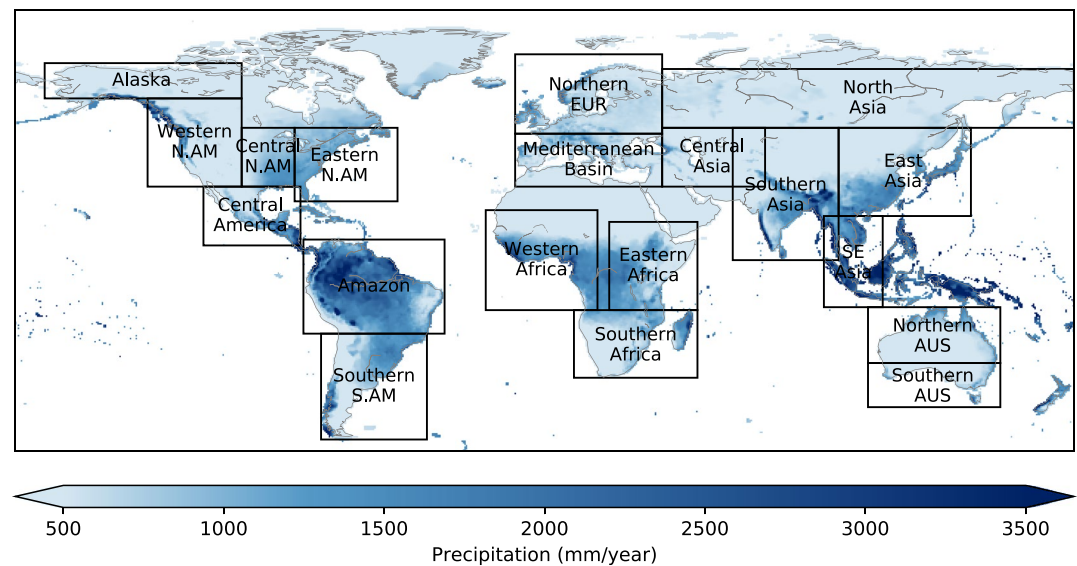 Alaska
Northern
EUR
North
Asia
Western
N.AM
Central
N.AM
Eastern
N.AM
Mediterranean
Basin
Central
Asia
East
Asia
Southern
Asia
Central
America
Western
Africa
Eastern
Africa
SE
Asia
Amazon
Southern
Africa
Northern
AUS
Southern
S.AM
Southern
AUS
500 1000 1500 2000 2500 3000 3500
Precipitation (mm/year)